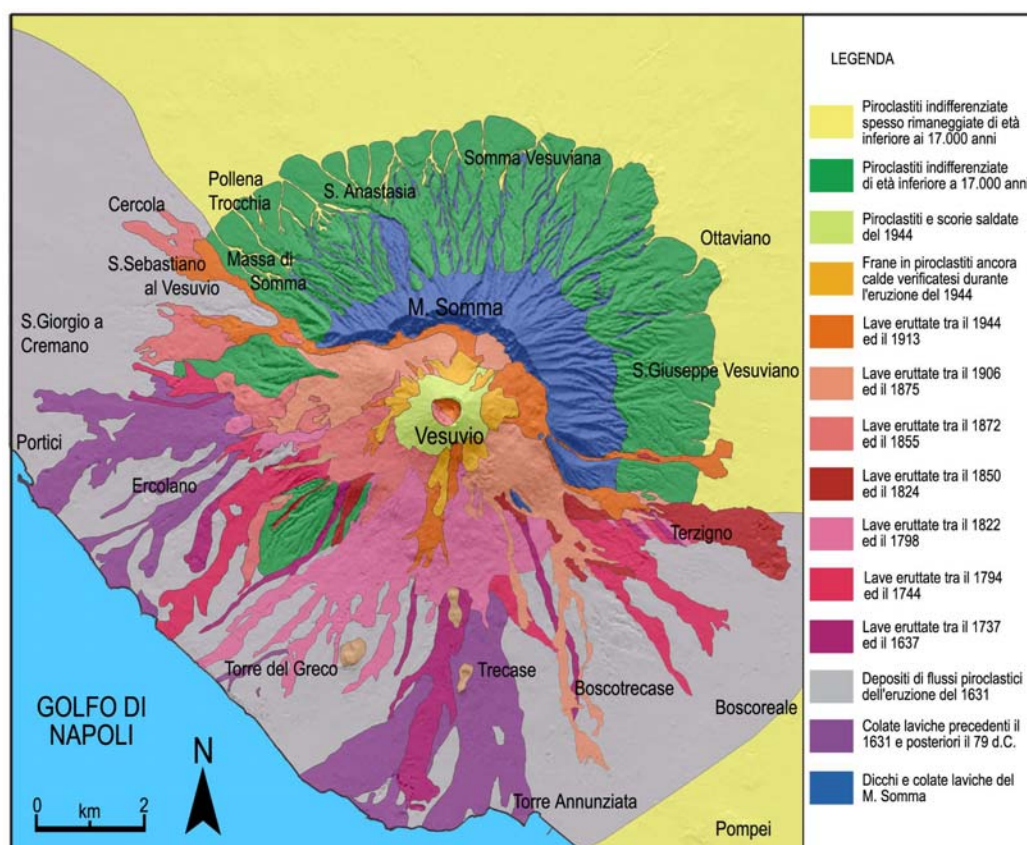 Somma Vesuviana
Pollena
Trocchia
S. Anastasia
Cercola
Ottaviano
S.Sebastiano
al Vesuvio
Massa di
Somma
M. Somma
S.Giorgio a
Cremano
S.Giuseppe Vesuviano
Vesuvio
Portici
Ercolano
Terzigno
Torre del Greco
Trecase
Boscotrecase
Boscoreale
GOLFO DI
NAPOLI
N
0 2
km
Torre Annunziata
Pompei
LEGENDA
Piroclastiti indifferenziate
spesso rimaneggiate di età
inferiore ai 17.000 anni
Piroclastiti indifferenziate
di età inferiore a 17.000 anni
Piroclastiti e scorie saldate
del 1944
Frane in piroclastiti ancora
calde verificatesi durante
l'eruzione del 1944
Lave eruttate tra il 1944
ed il 1913
Lave eruttate tra il 1906
ed il 1875
Lave eruttate tra il 1872
ed il 1855
Lave eruttate tra il 1850
ed il 1824
Lave eruttate tra il 1822
ed il 1798
Lave eruttate tra il 1794
ed il 1744
Lave eruttate tra il 1737
ed il 1637
Depositi di flussi piroclastici
dell'eruzione del 1631
Colate laviche precedenti il
1631 e posteriori il 79 d.C.
Dicchi e colate laviche del
M. Somma